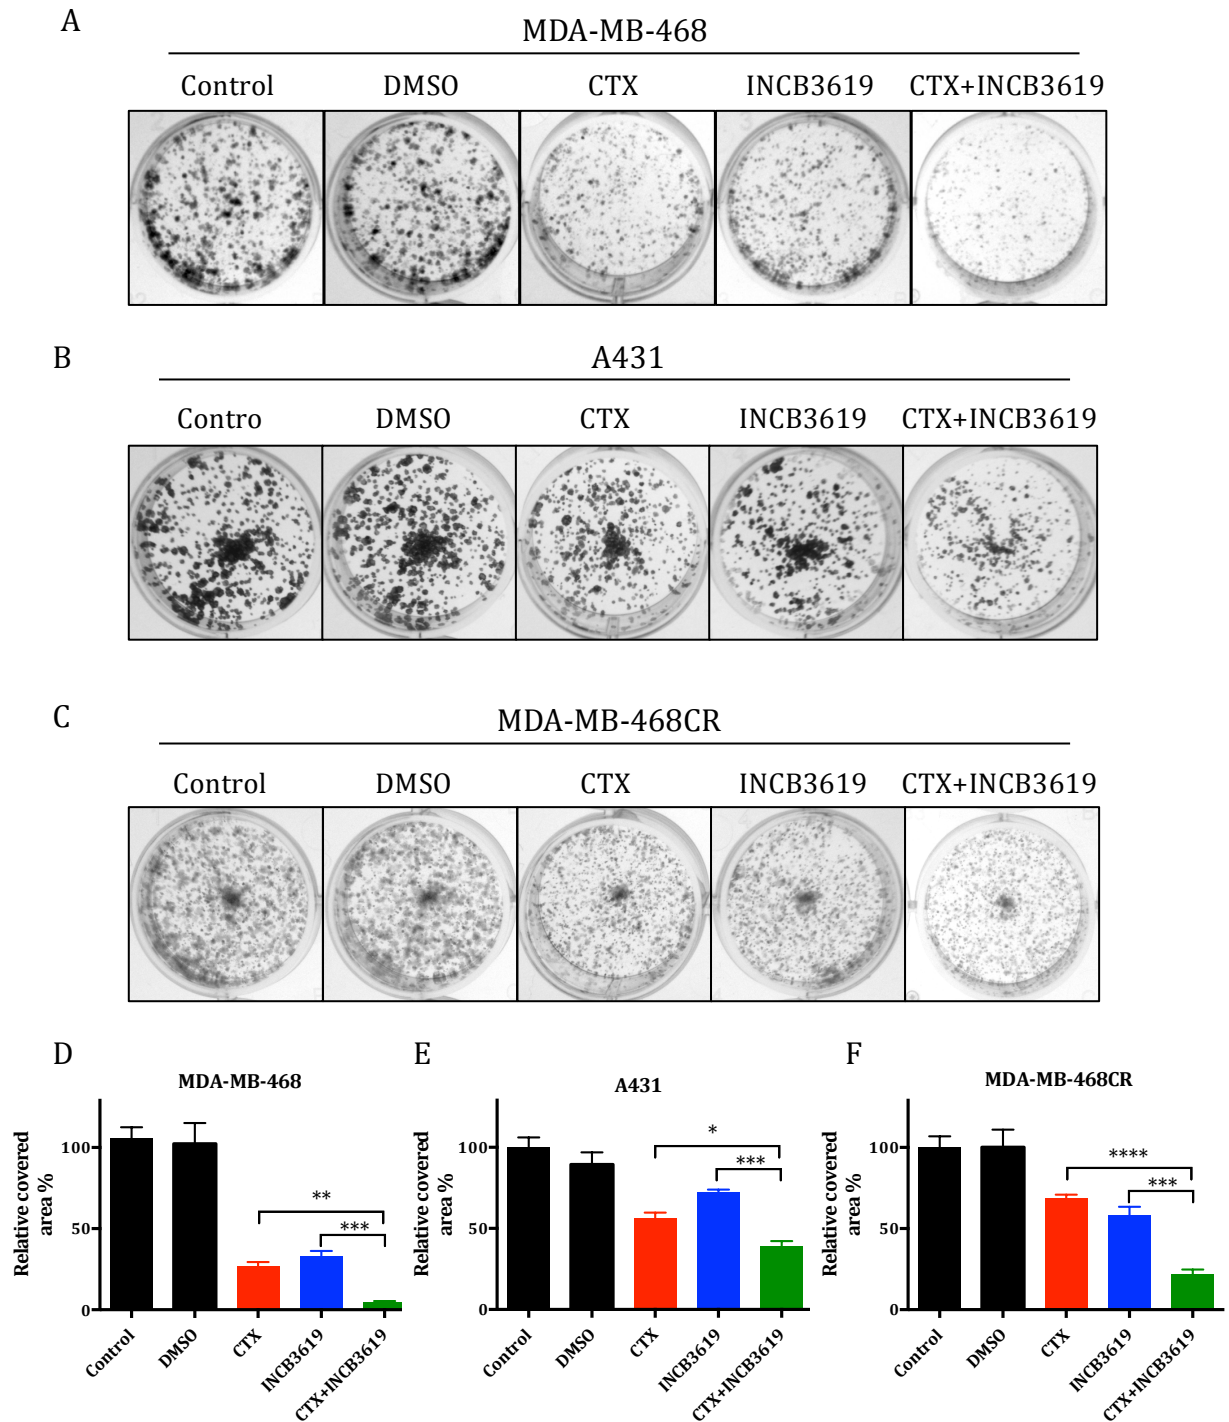 A
MDA-MB-468
Control DMSO CTX INCB3619 CTX+INCB3619
B
A431
Contro DMSO CTX INCB3619 CTX+INCB3619
C
MDA-MB-468CR
Control DMSO CTX INCB3619 CTX+INCB3619
D
MDA-MB-468
Relative covered
area %
100
50
0
**
***
Control
DMSO
CTX
INCB3619
CTX+INCB3619
E
A431
Relative covered
area %
100
50
0
*
***
Control
DMSO
CTX
INCB3619
CTX+INCB3619
F
MDA-MB-468CR
Relative covered
area %
100
50
0
****
***
Control
DMSO
CTX
INCB3619
CTX+INCB3619